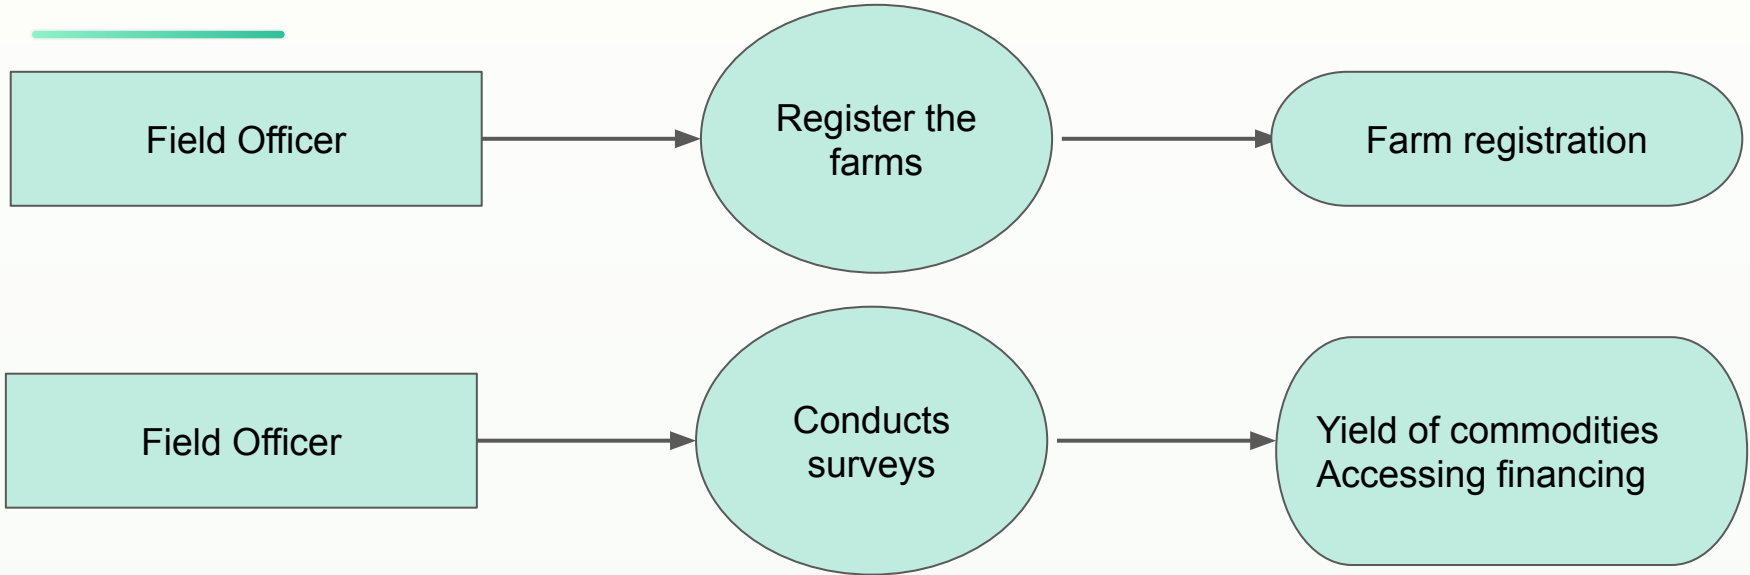 Field Officer
Register the
farms
Farm registration
Field Officer
Conducts
surveys
Yield of commodities
Accessing financing